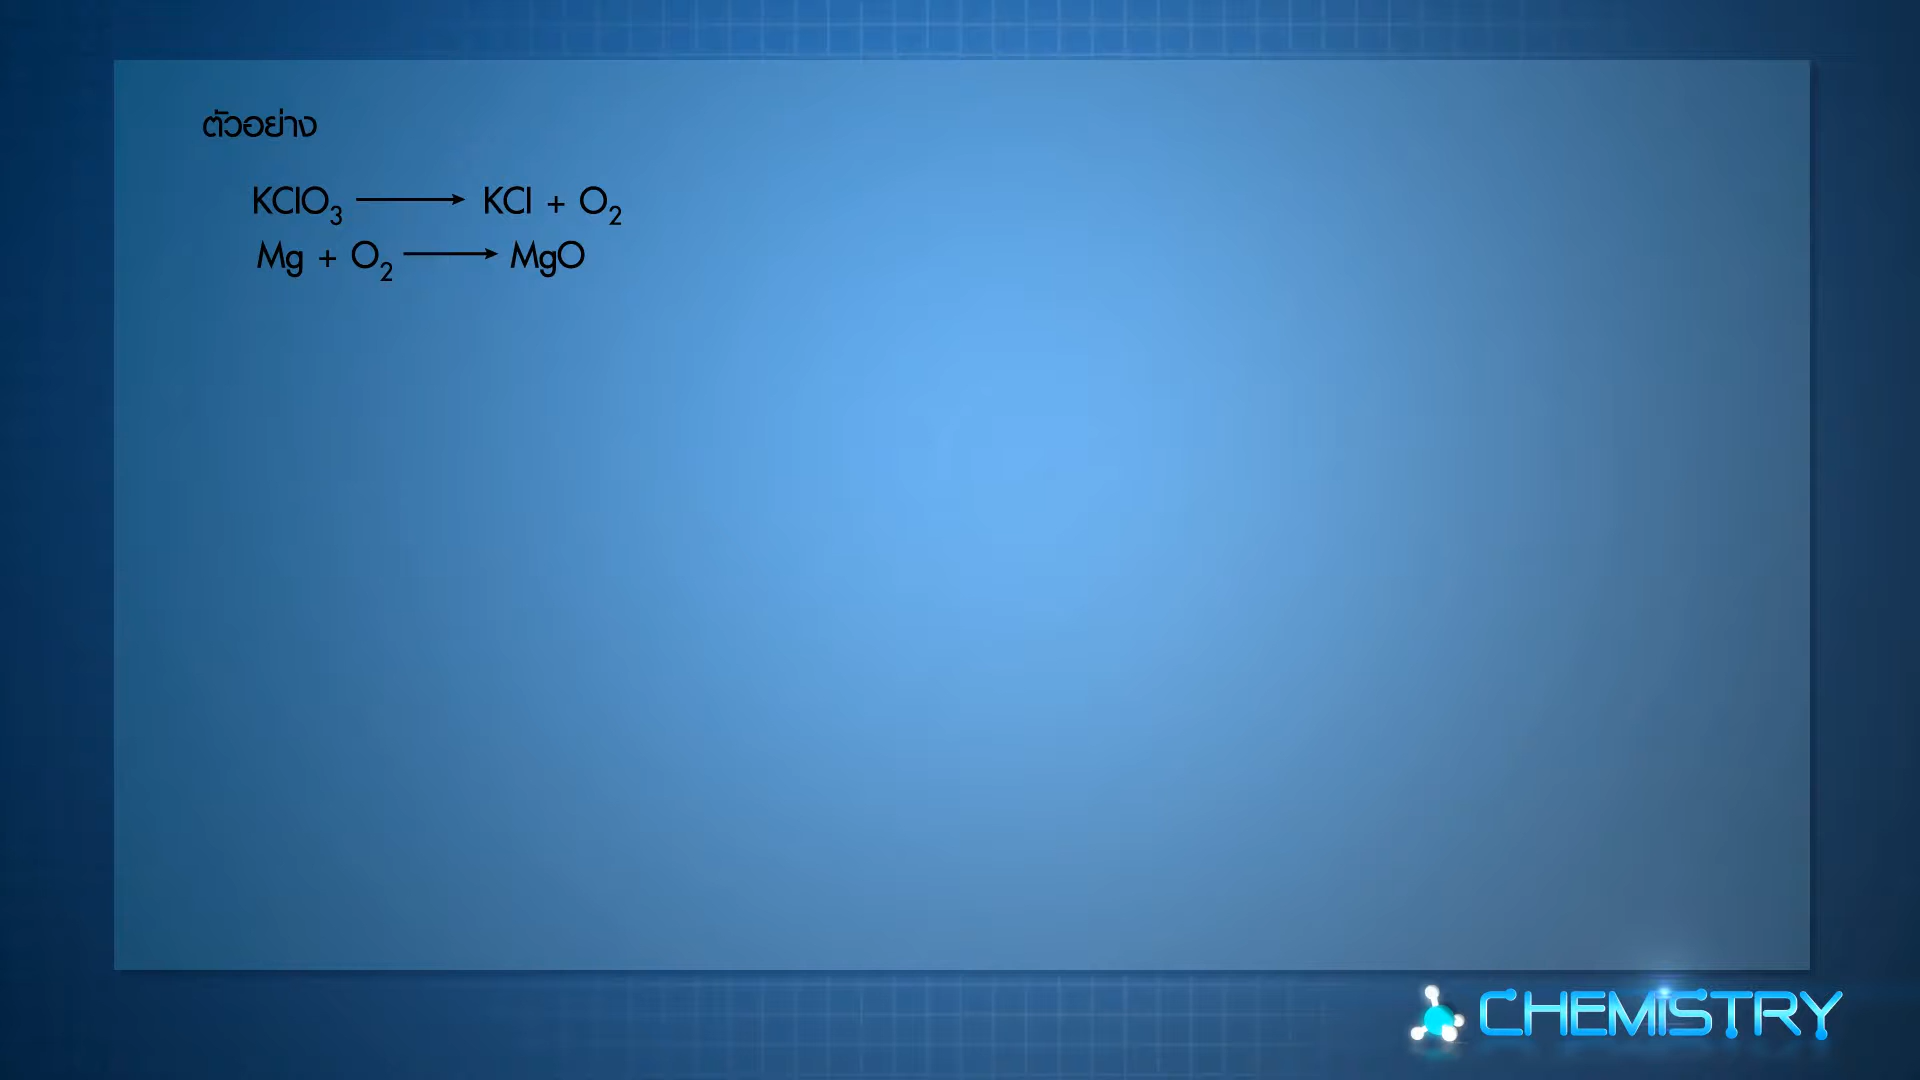 ตัวอย่าง
KClO₃ ⟶ KCl + O₂
Mg + O₂ ⟶ MgO
CHEMISTRY